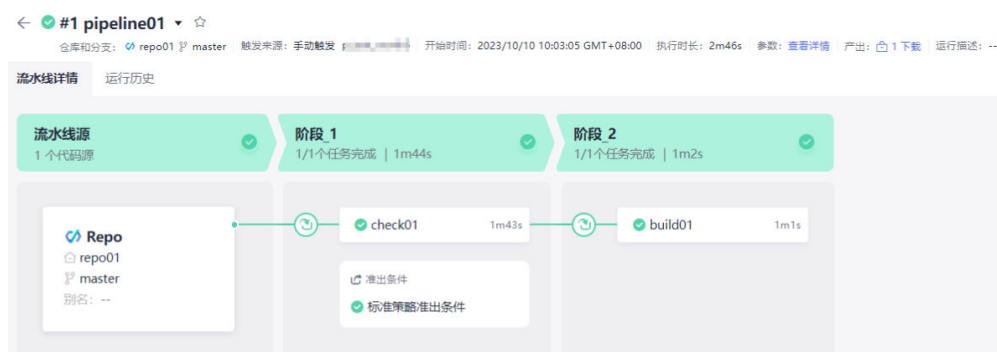 #1 pipeline01
仓库和分支： repo01 master 触发来源：手动触发 开始时间：2023/10/10 10:03:05 GMT+08:00 执行时长：2m46s 参数：查看详情 产出：1 下载 运行描述：--
流水线详情 运行历史
流水线源 阶段_1 阶段_2
1 个代码源 1/1个任务完成 | 1m44s 1/1个任务完成 | 1m2s
Repo
repo01
master
别名：--
check01 1m43s
准出条件
标准策略准出条件
build01 1m1s